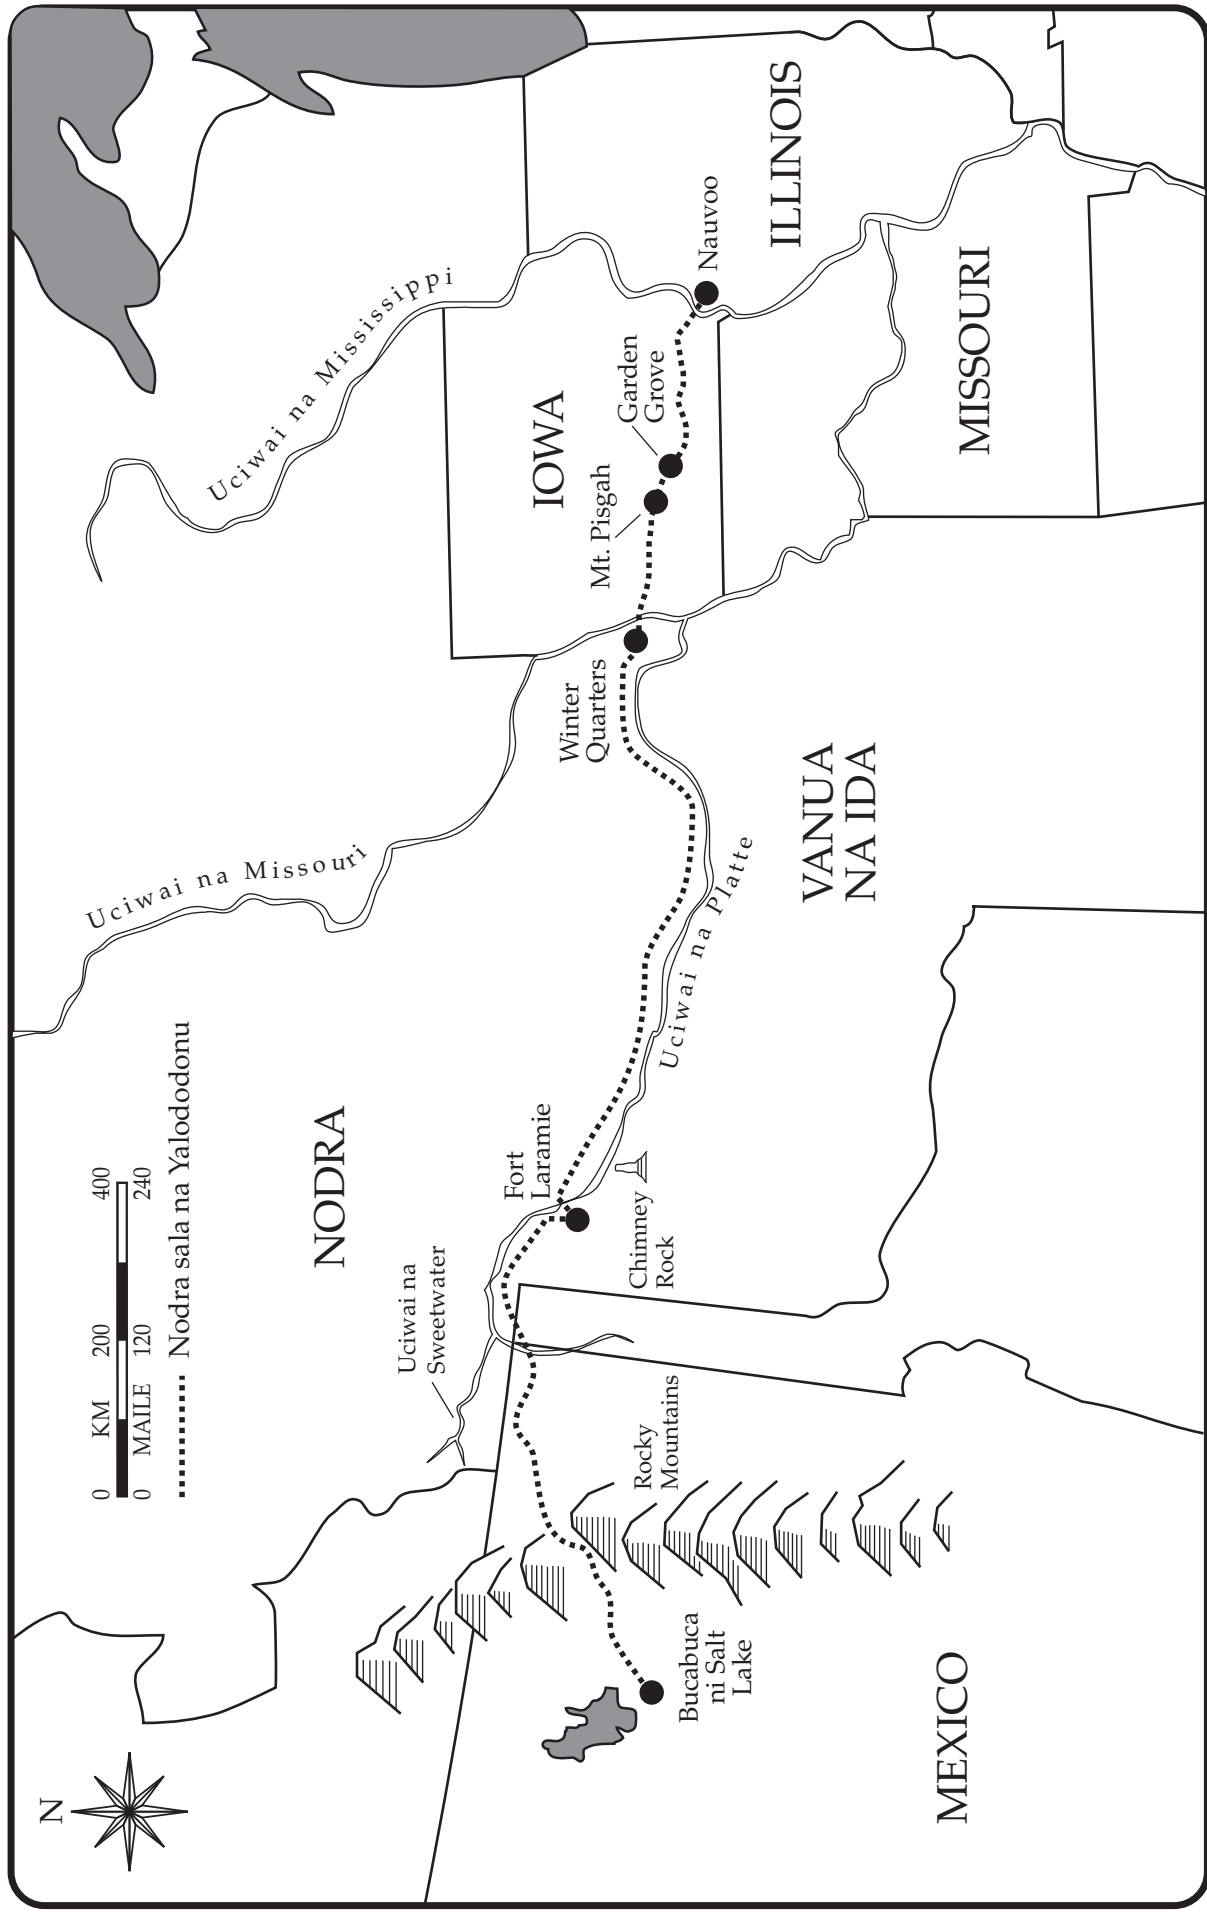 N
0 KM 200 400
0 MAILE 120 240
Nodra sala na Yalododonu
Uciwai na Missouri
Uciwai na Mississippi
NODRA
VANUA
NA IDA
Uciwai na
Sweetwater
Fort
Laramie
Chimney
Rock
Uciwai na Platte
Winter
Quarters
Mt. Pisgah
Garden
Grove
Nauvoo
IOWA
ILLINOIS
MISSOURI
Rocky
Mountains
Bucabuca
ni Salt
Lake
MEXICO